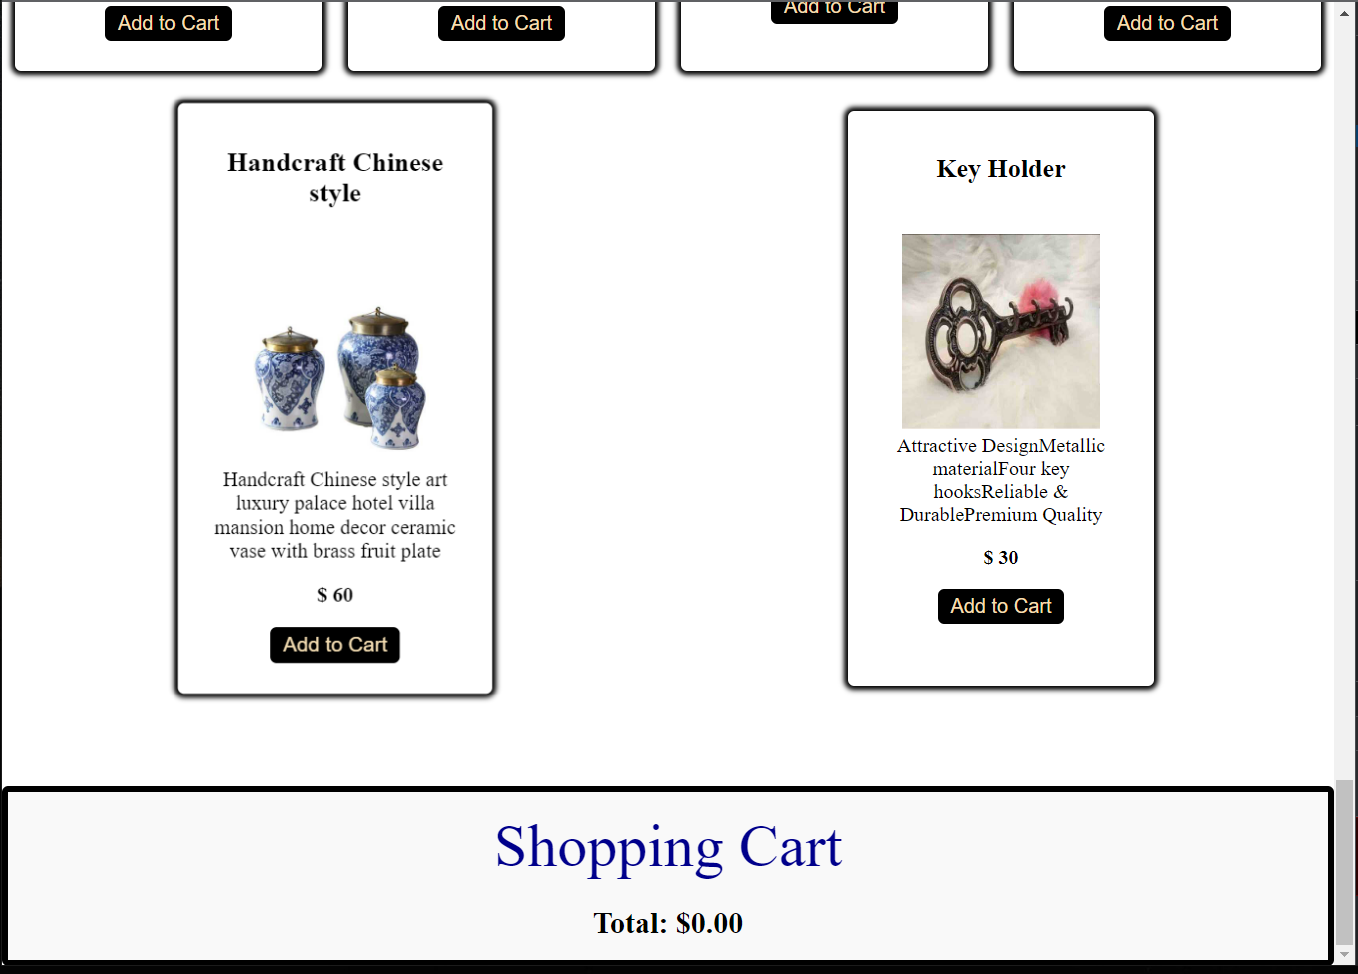 Add to Cart
Add to Cart
Add to Cart
Add to Cart
Handcraft Chinese
style
Handcraft Chinese style art
luxury palace hotel villa
mansion home decor ceramic
vase with brass fruit plate
$ 60
Add to Cart
Key Holder
Attractive DesignMetallic
materialFour key
hooksReliable &
DurablePremium Quality
$ 30
Add to Cart
Shopping Cart
Total: $0.00